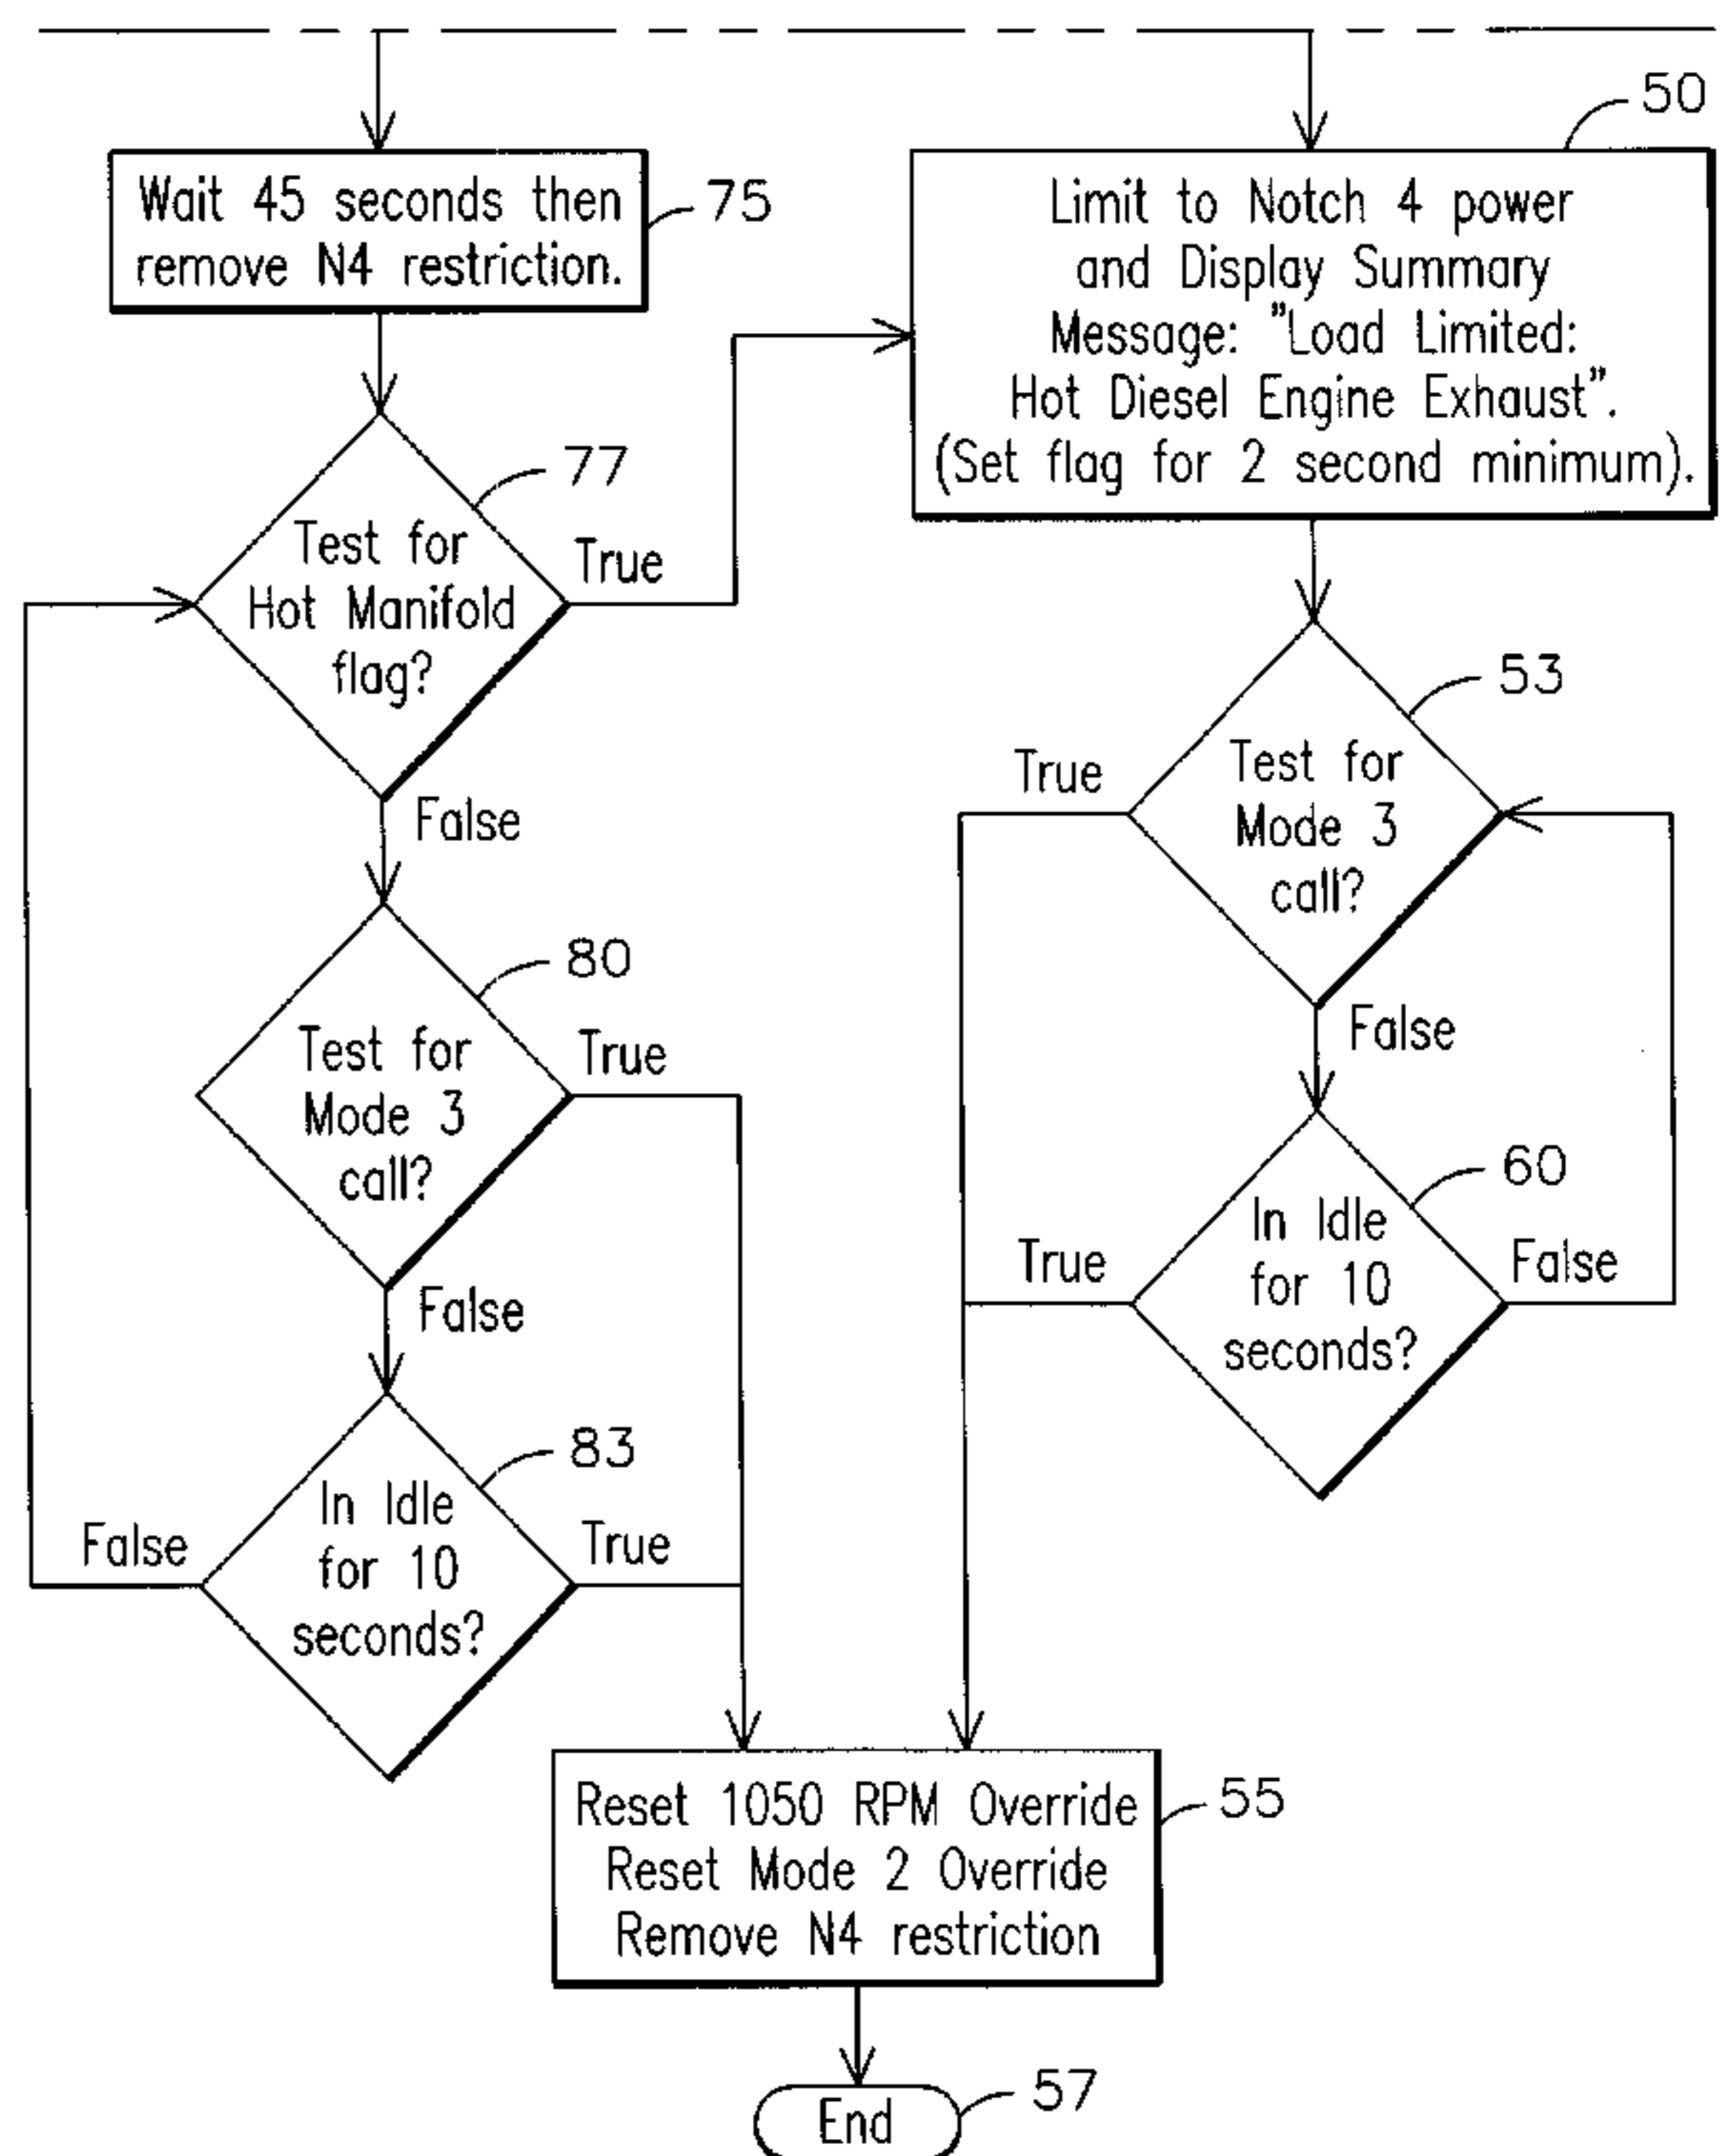 50
Wait 45 seconds then
remove N4 restriction.
75
Limit to Notch 4 power
and Display Summary
Message: "Load Limited:
Hot Diesel Engine Exhaust".
(Set flag for 2 second minimum).
77
Test for
Hot Manifold
flag?
True
False
53
Test for
Mode 3
call?
True
False
80
Test for
Mode 3
call?
True
False
60
In Idle
for 10
seconds?
True
False
83
In Idle
for 10
seconds?
False
True
Reset 1050 RPM Override
Reset Mode 2 Override
Remove N4 restriction
55
End
57